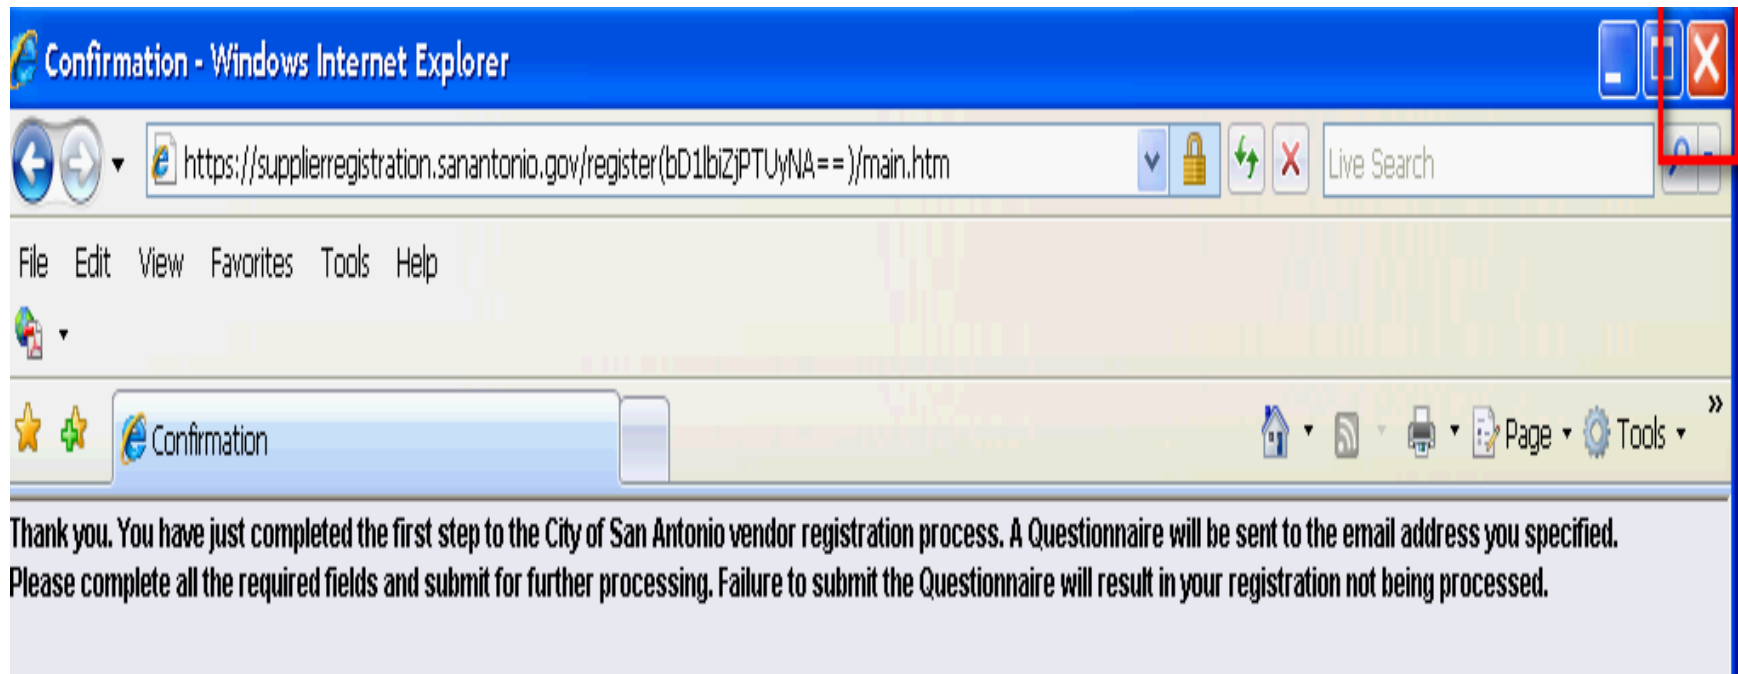 Confirmation - Windows Internet Explorer
https://supplierregistration.sanantonio.gov/register(bD1lbiZjPTUyNA==)/main.htm
Live Search
File Edit View Favorites Tools Help
Confirmation
Page Tools
Thank you. You have just completed the first step to the City of San Antonio vendor registration process. A Questionnaire will be sent to the email address you specified.
Please complete all the required fields and submit for further processing. Failure to submit the Questionnaire will result in your registration not being processed.